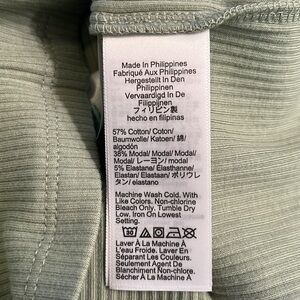 Made In Philippines
Fabriqué Aux Philippines
Hergestellt In Den
Philippinen
Vervaardigd In De
Filippijnen
フィリピン製
hecho en filipinas
57% Cotton/ Coton/
Baumwolle/ Katoen/ 綿/
algodón
38% Modal/ Modal/ Modal/
Modal/ レーヨン/ modal
5% Elastane/ Élasthanne/
Elastan/ Elastaan/ ポリウレ
タン/ elastano
Machine Wash Cold. With
Like Colors. Non-chlorine
Bleach Only. Tumble Dry
Low. Iron On Lowest
Setting.
30
Laver À La Machine À
L'eau Froide. Laver En
Séparant Les Couleurs.
Seulement Agent De
Blanchiment Non-chlore.